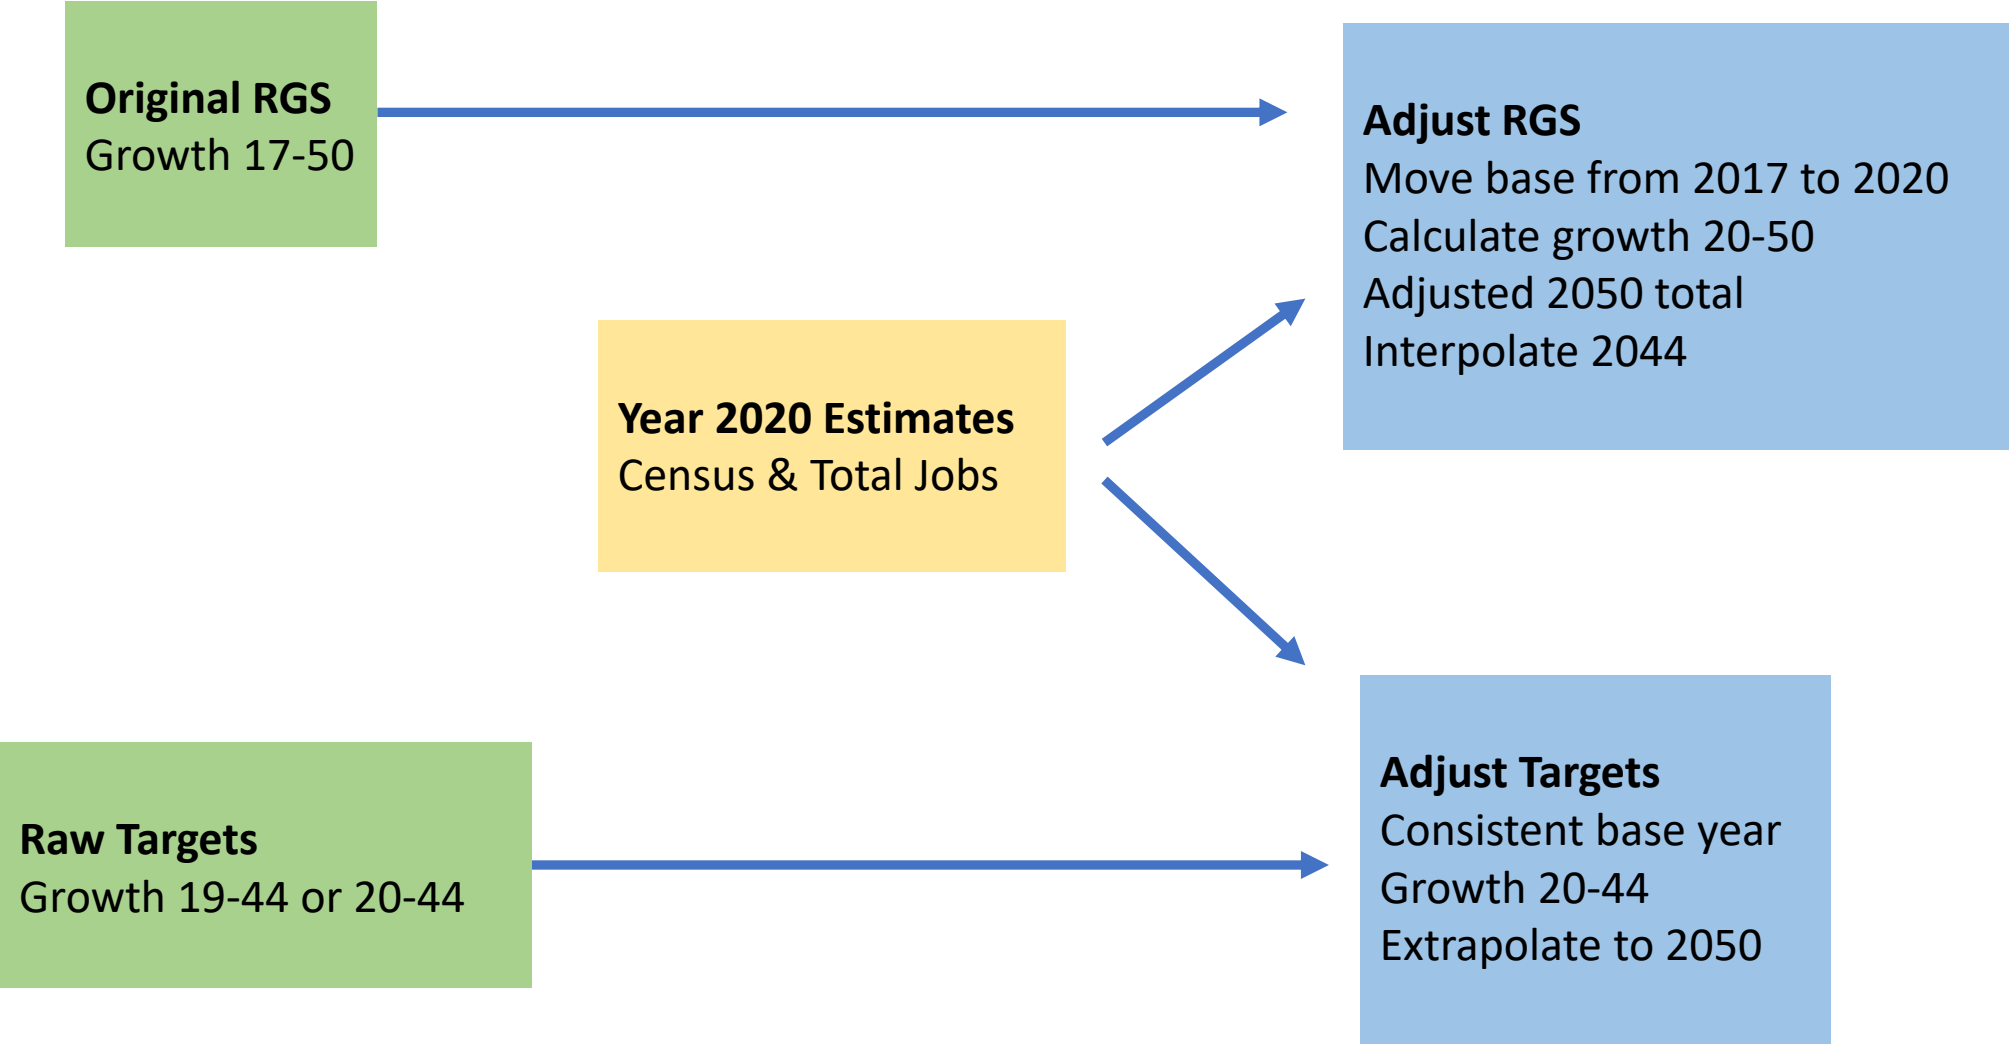 Original RGS
Growth 17-50
Adjust RGS
Move base from 2017 to 2020
Calculate growth 20-50
Adjusted 2050 total
Interpolate 2044
Year 2020 Estimates
Census & Total Jobs
Raw Targets
Growth 19-44 or 20-44
Adjust Targets
Consistent base year
Growth 20-44
Extrapolate to 2050